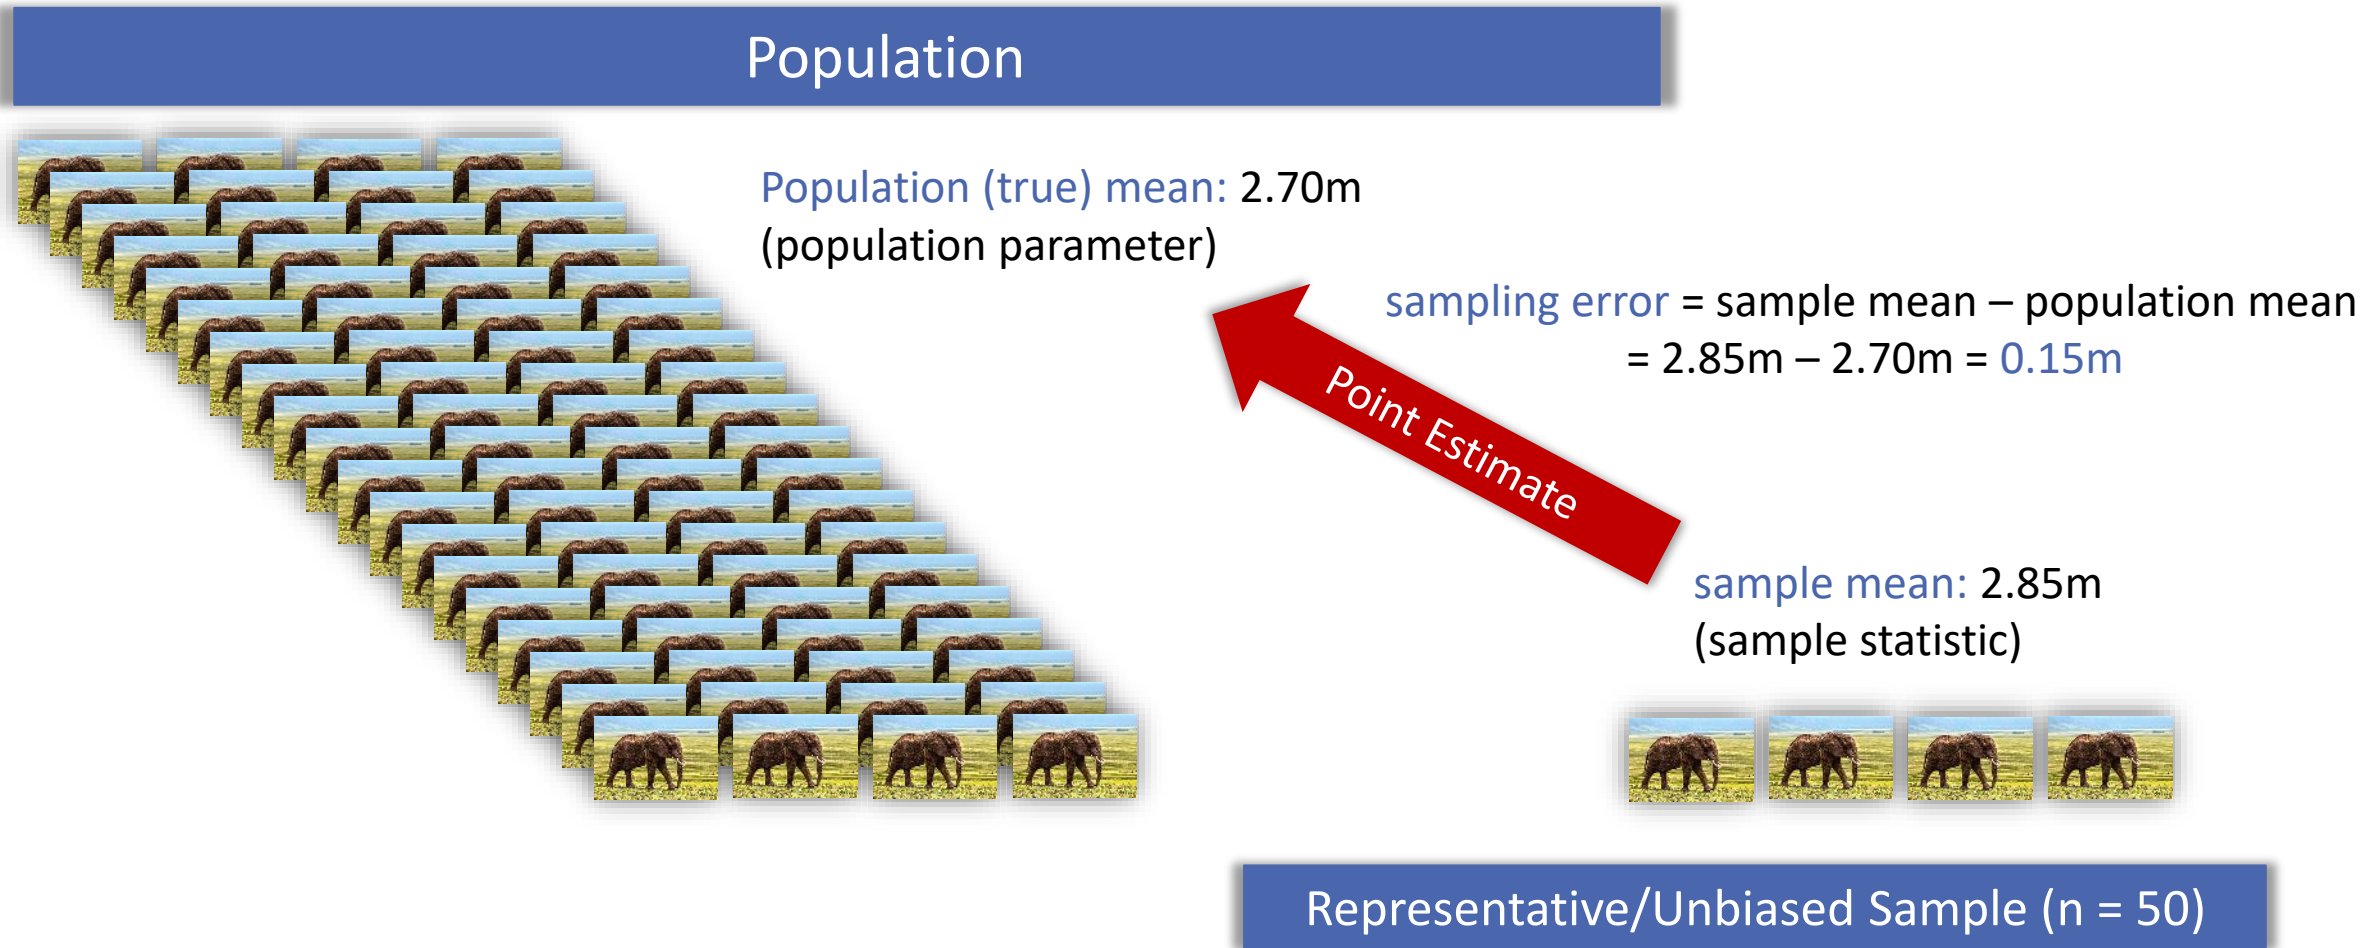 Population
Population (true) mean: 2.70m
(population parameter)
sampling error = sample mean – population mean
= 2.85m – 2.70m = 0.15m
Point Estimate
sample mean: 2.85m
(sample statistic)
Representative/Unbiased Sample (n = 50)